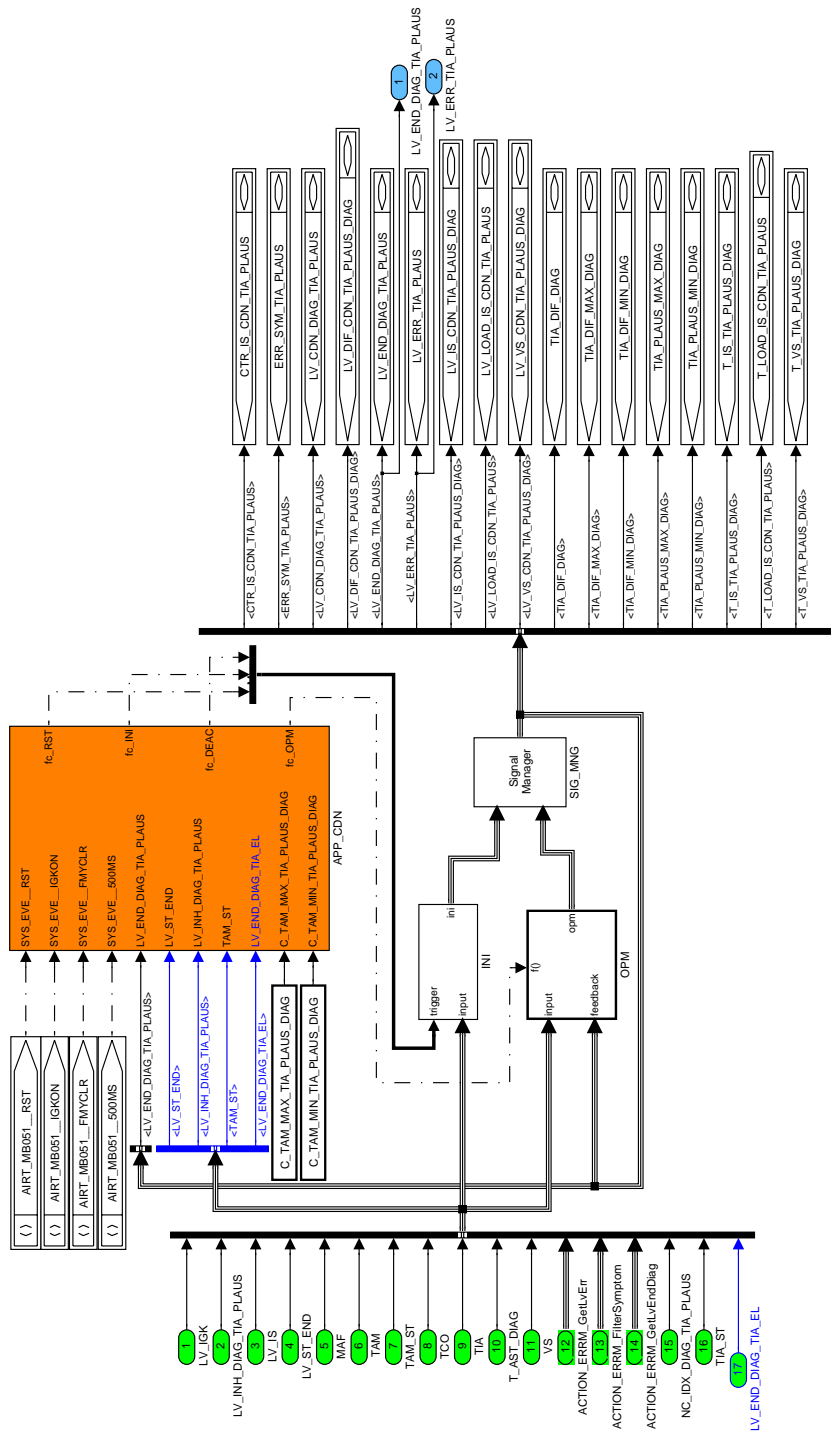 1
LV_IGK
2
LV_INH_DIAG_TIA_PLAUS
3
LV_IS
4
LV_ST_END
5
MAF
6
TAM
7
TAM_ST
8
TCO
9
TIA
10
T_AST_DIAG
11
VS
12
ACTION_ERRM_GetLvErr
13
ACTION_ERRM_FilterSymptom
14
ACTION_ERRM_GetLvEndDiag
15
NC_IDX_DIAG_TIA_PLAUS
16
TIA_ST
17
LV_END_DIAG_TIA_EL
AIRT_MB051__RST
AIRT_MB051__IGKON
AIRT_MB051__FMYCLR
AIRT_MB051__500MS
<LV_END_DIAG_TIA_PLAUS>
<LV_ST_END>
<LV_INH_DIAG_TIA_PLAUS>
<TAM_ST>
<LV_END_DIAG_TIA_EL>
C_TAM_MAX_TIA_PLAUS_DIAG
C_TAM_MIN_TIA_PLAUS_DIAG
SYS_EVE__RST
SYS_EVE__IGKON
SYS_EVE__FMYCLR
SYS_EVE__500MS
LV_END_DIAG_TIA_PLAUS
LV_ST_END
LV_INH_DIAG_TIA_PLAUS
TAM_ST
LV_END_DIAG_TIA_EL
C_TAM_MAX_TIA_PLAUS_DIAG
C_TAM_MIN_TIA_PLAUS_DIAG
fc_RST
fc_INI
fc_DEAC
fc_OPM
APP_CDN
trigger
input
ini
INI
f()
input
feedback
opm
OPM
Signal
Manager
SIG_MNG
<CTR_IS_CDN_TIA_PLAUS>
<ERR_SYM_TIA_PLAUS>
<LV_CDN_DIAG_TIA_PLAUS>
<LV_DIF_CDN_TIA_PLAUS_DIAG>
<LV_END_DIAG_TIA_PLAUS>
<LV_ERR_TIA_PLAUS>
<LV_IS_CDN_TIA_PLAUS_DIAG>
<LV_LOAD_IS_CDN_TIA_PLAUS>
<LV_VS_CDN_TIA_PLAUS_DIAG>
<TIA_DIF_DIAG>
<TIA_DIF_MAX_DIAG>
<TIA_DIF_MIN_DIAG>
<TIA_PLAUS_MAX_DIAG>
<TIA_PLAUS_MIN_DIAG>
<T_IS_TIA_PLAUS_DIAG>
<T_LOAD_IS_CDN_TIA_PLAUS>
<T_VS_TIA_PLAUS_DIAG>
CTR_IS_CDN_TIA_PLAUS
ERR_SYM_TIA_PLAUS
LV_CDN_DIAG_TIA_PLAUS
LV_DIF_CDN_TIA_PLAUS_DIAG
LV_END_DIAG_TIA_PLAUS
LV_ERR_TIA_PLAUS
LV_IS_CDN_TIA_PLAUS_DIAG
LV_LOAD_IS_CDN_TIA_PLAUS
LV_VS_CDN_TIA_PLAUS_DIAG
TIA_DIF_DIAG
TIA_DIF_MAX_DIAG
TIA_DIF_MIN_DIAG
TIA_PLAUS_MAX_DIAG
TIA_PLAUS_MIN_DIAG
T_IS_TIA_PLAUS_DIAG
T_LOAD_IS_CDN_TIA_PLAUS
T_VS_TIA_PLAUS_DIAG
1
LV_END_DIAG_TIA_PLAUS
2
LV_ERR_TIA_PLAUS